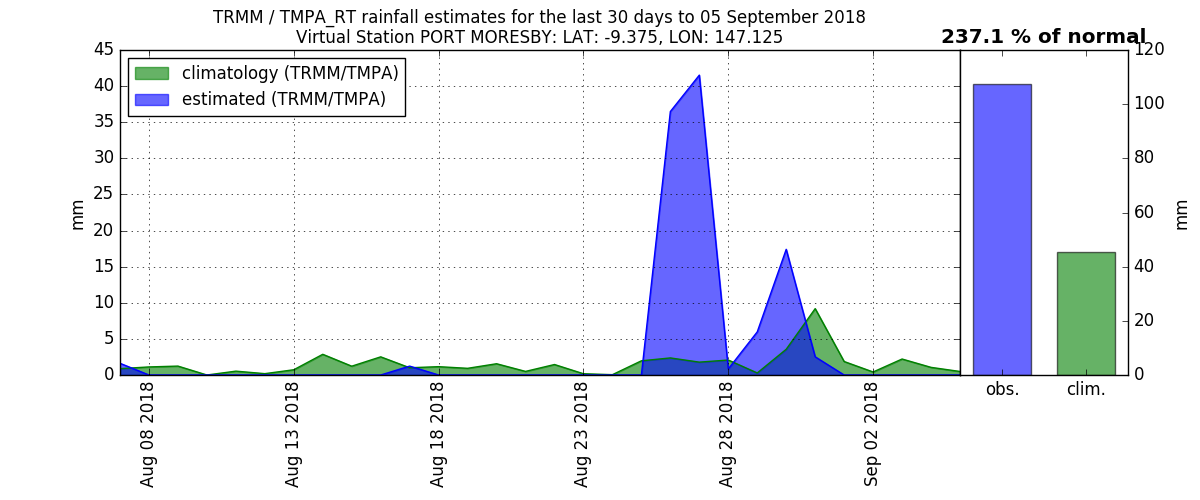 TRMM / TMPA_RT rainfall estimates for the last 30 days to 05 September 2018
Virtual Station PORT MORESBY: LAT: -9.375, LON: 147.125
237.1 % of normal
climatology (TRMM/TMPA)
estimated (TRMM/TMPA)
45
40
35
30
25
20
15
10
5
0
mm
Aug 08 2018
Aug 13 2018
Aug 18 2018
Aug 23 2018
Aug 28 2018
Sep 02 2018
120
100
80
60
40
20
0
mm
obs.
clim.